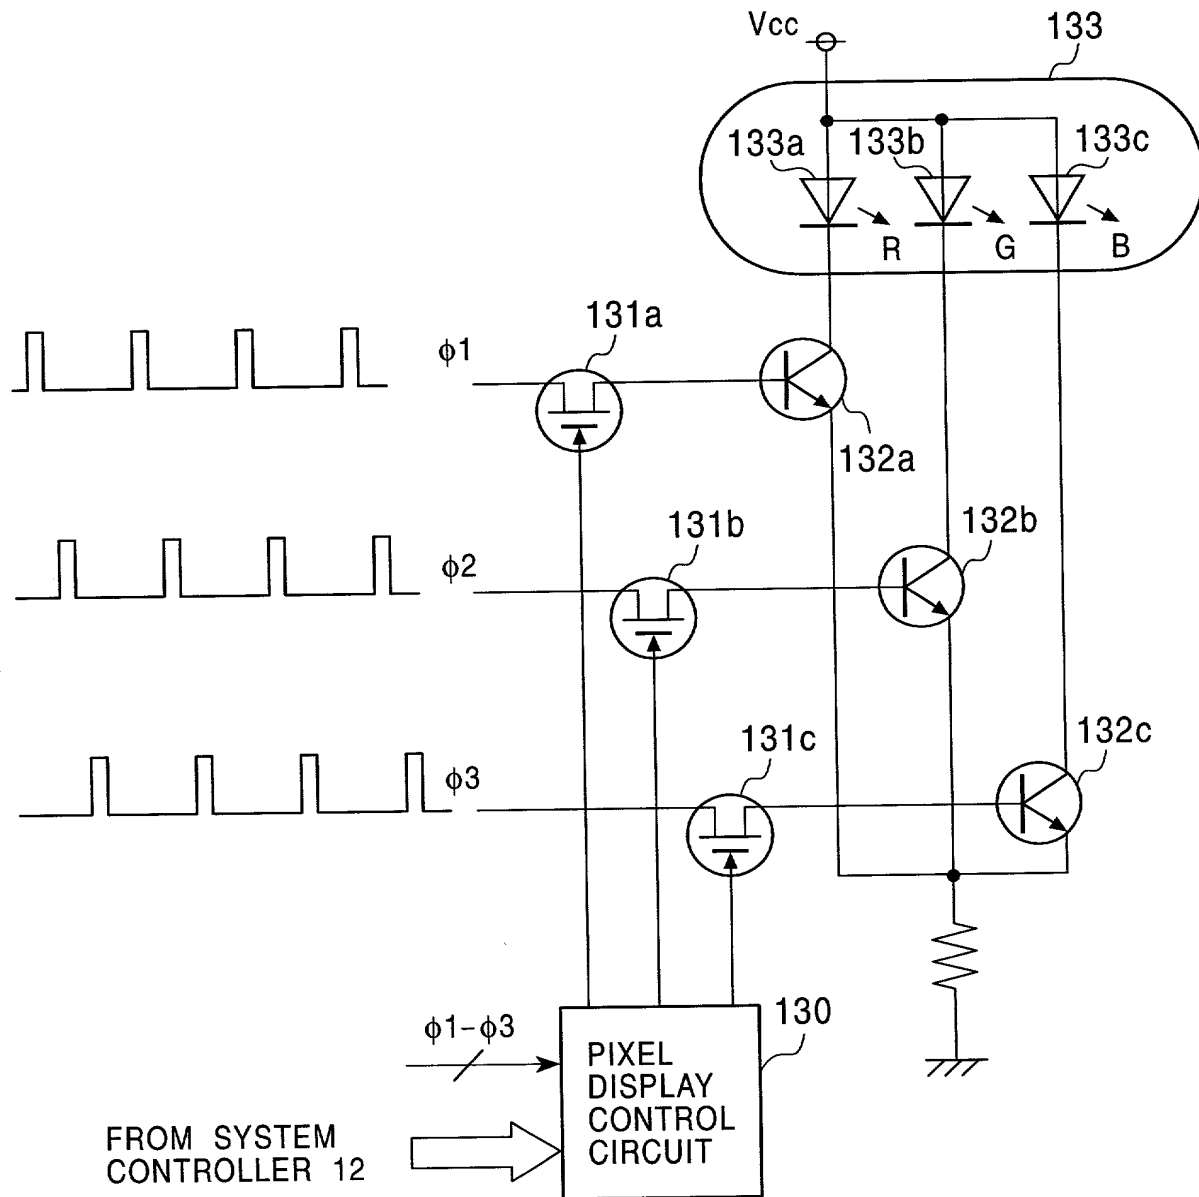 Vcc
133
133a
133b
133c
R
G
B
131a
φ1
132a
131b
132b
φ2
131c
132c
φ3
φ1-φ3
130
PIXEL
DISPLAY
CONTROL
CIRCUIT
FROM SYSTEM
CONTROLLER 12